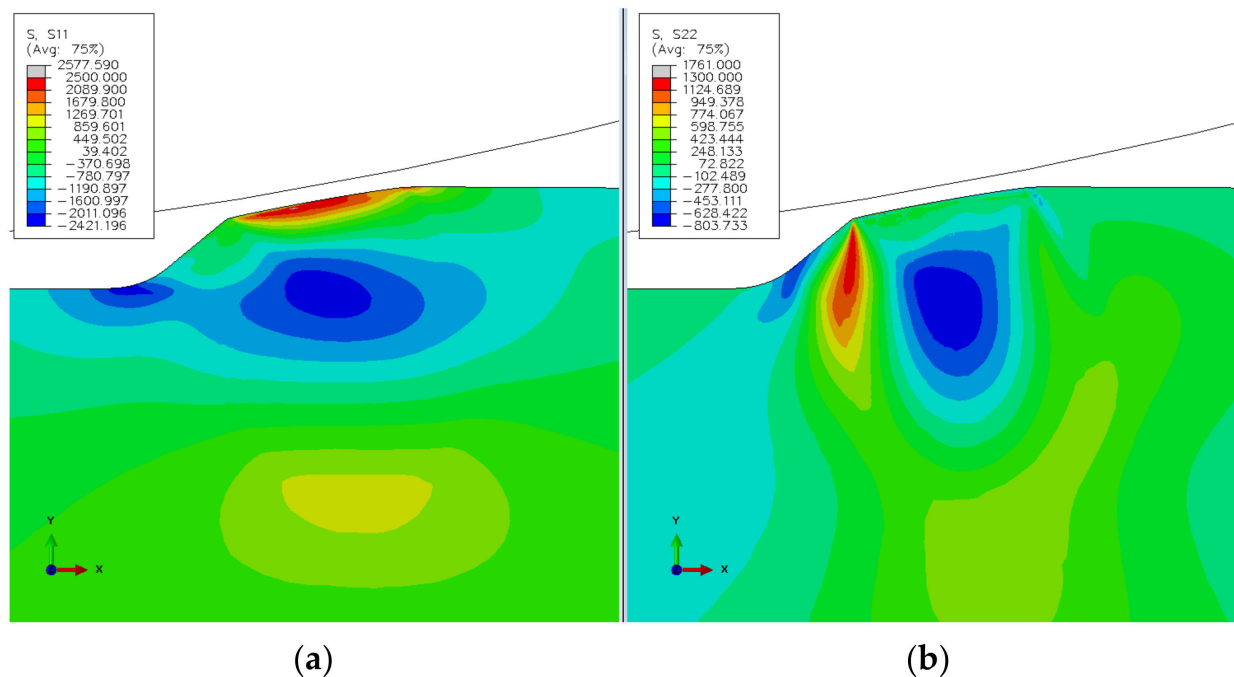 S, S11
(Avg: 75%)
2577.590
2500.000
2089.900
1679.800
1269.701
859.601
449.502
39.402
−370.698
−780.797
−1190.897
−1600.997
−2011.096
−2421.196
Y
X
Z
S, S22
(Avg: 75%)
1761.000
1300.000
1124.689
949.378
774.067
598.755
423.444
248.133
72.822
−102.489
−277.800
−453.111
−628.422
−803.733
Y
X
Z
(a)
(b)